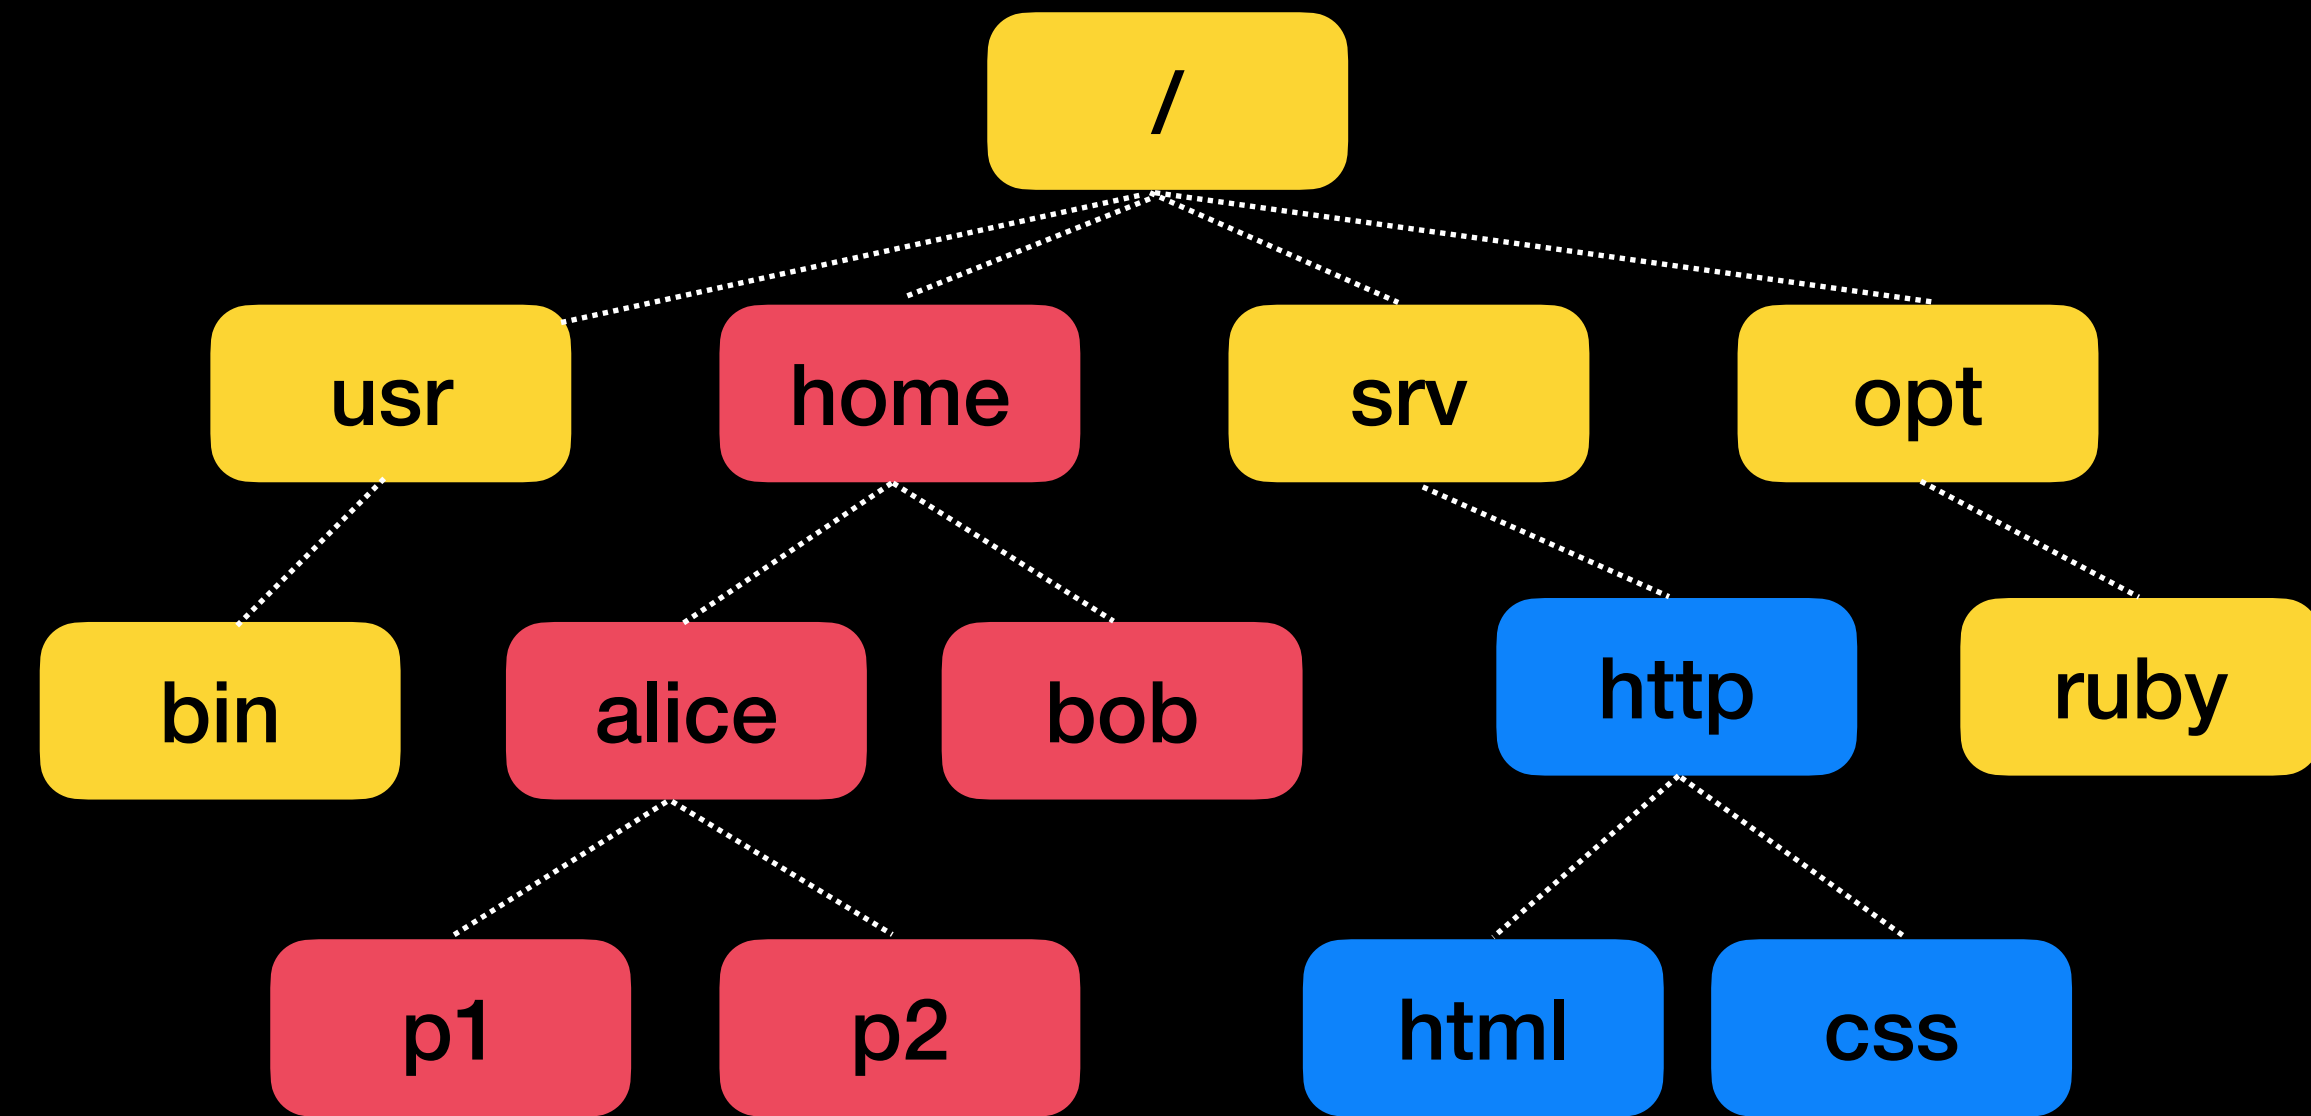 /
usr
home
srv
opt
bin
alice
bob
http
ruby
p1
p2
html
css